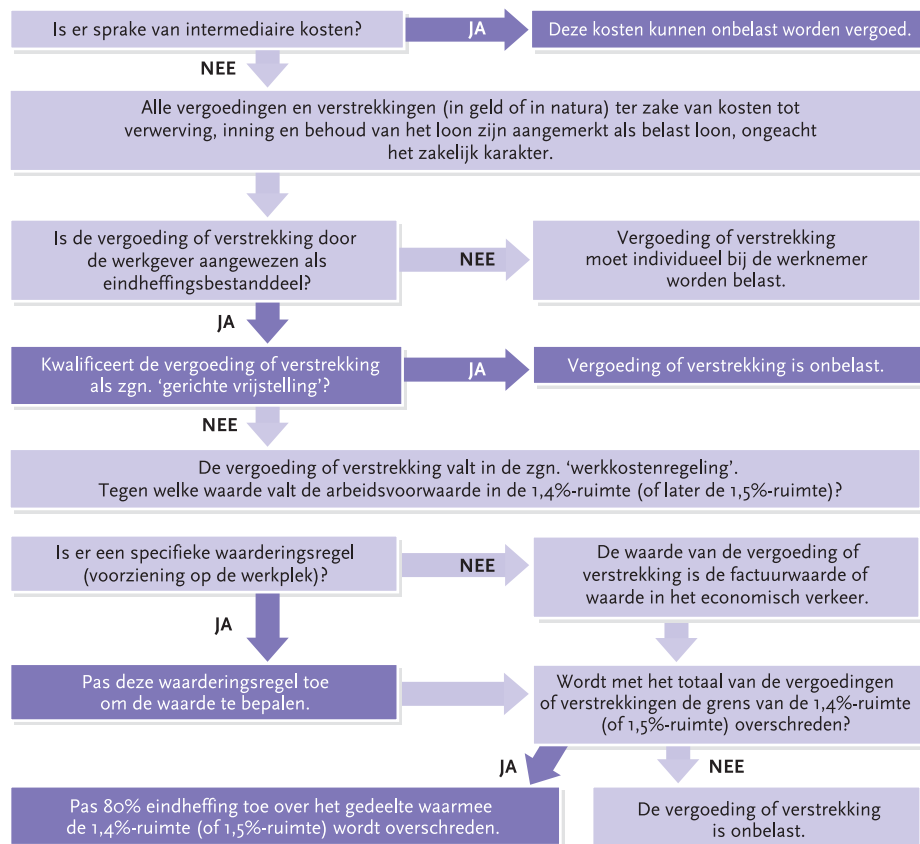 Is er sprake van intermediaire kosten?
JA
Deze kosten kunnen onbelast worden vergoed.
NEE
Alle vergoedingen en verstrekkingen (in geld of in natura) ter zake van kosten tot
verwerving, inning en behoud van het loon zijn aangemerkt als belast loon, ongeacht
het zakelijk karakter.
Is de vergoeding of verstrekking door
de werkgever aangewezen als
eindheffingsbestanddeel?
NEE
Vergoeding of verstrekking
moet individueel bij de werknemer
worden belast.
JA
Kwalificeert de vergoeding of verstrekking
als zgn. ‘gerichte vrijstelling’?
JA
Vergoeding of verstrekking is onbelast.
NEE
De vergoeding of verstrekking valt in de zgn. ‘werkkostenregeling’.
Tegen welke waarde valt de arbeidsvoorwaarde in de 1,4%-ruimte (of later de 1,5%-ruimte)?
Is er een specifieke waarderingsregel
(voorziening op de werkplek)?
NEE
De waarde van de vergoeding of
verstrekking is de factuurwaarde of
waarde in het economisch verkeer.
JA
Pas deze waarderingsregel toe
om de waarde te bepalen.
Wordt met het totaal van de vergoedingen
of verstrekkingen de grens van de 1,4%-ruimte
(of 1,5%-ruimte) overschreden?
JA
NEE
Pas 80% eindheffing toe over het gedeelte waarmee
de 1,4%-ruimte (of 1,5%-ruimte) wordt overschreden.
De vergoeding of verstrekking
is onbelast.